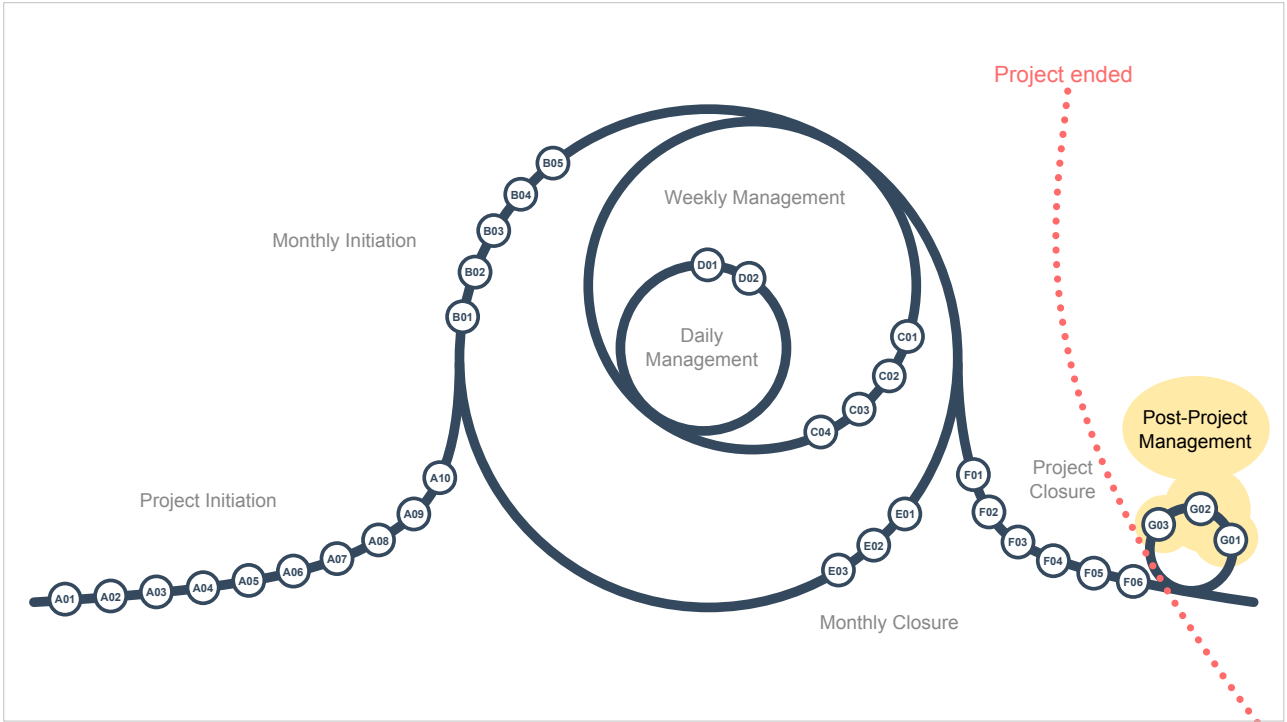 Project ended
B05
B04
Weekly Management
B03
Monthly Initiation
D01
B02
D02
B01
C01
Daily
Management
C02
C03
Post-Project
Management
C04
Project
Closure
F01
A10
Project Initiation
G02
F02
E01
A09
G03
G01
A08
F03
E02
A07
F04
E03
A06
F05
A05
F06
A04
A03
A02
A01
Monthly Closure